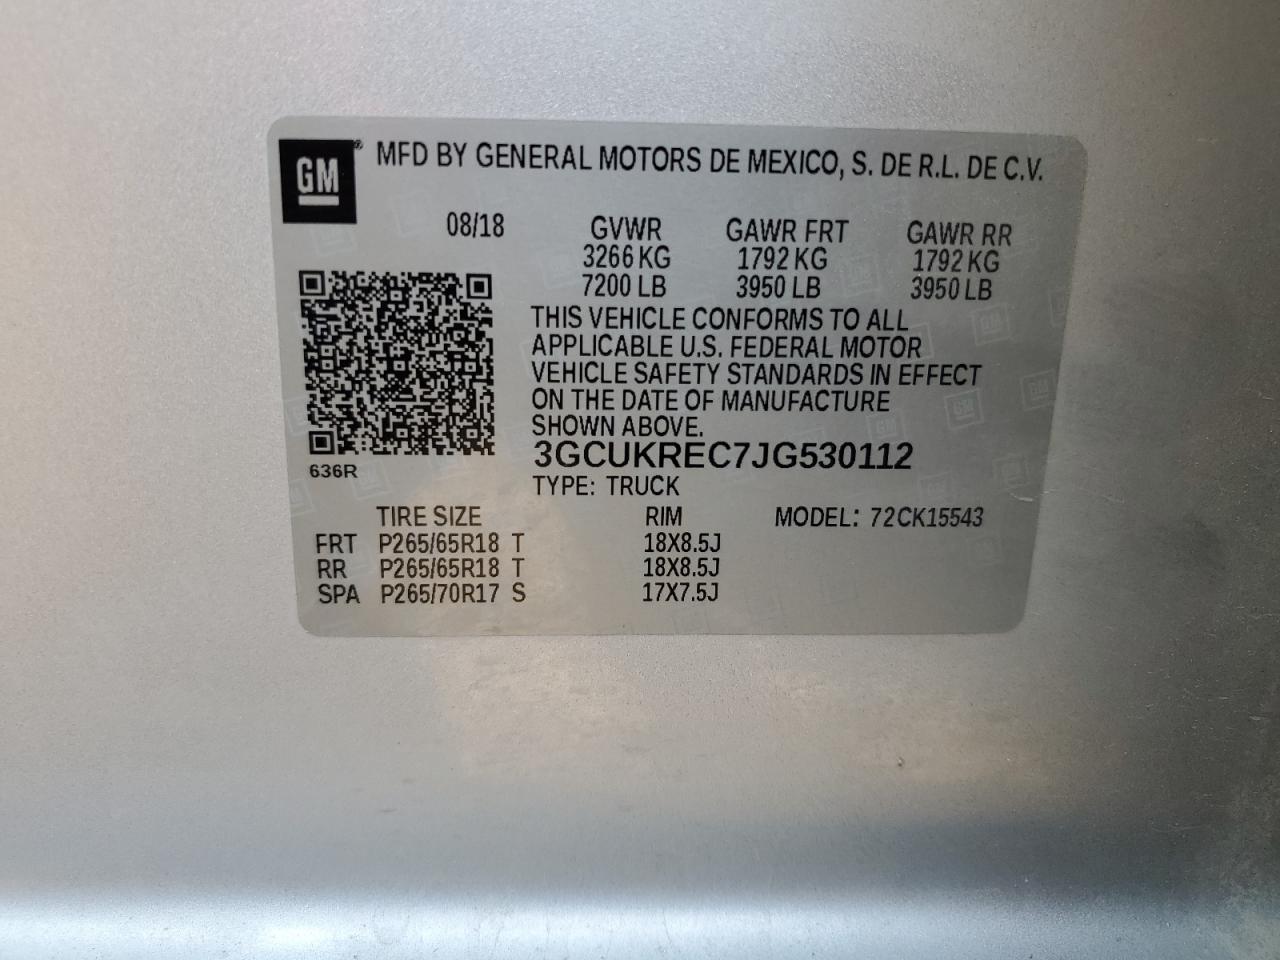 GM
MFD BY GENERAL MOTORS DE MEXICO, S. DE R.L. DE C.V.
08/18 GVWR GAWR FRT GAWR RR
3266 KG 1792 KG 1792 KG
7200 LB 3950 LB 3950 LB
THIS VEHICLE CONFORMS TO ALL
APPLICABLE U.S. FEDERAL MOTOR
VEHICLE SAFETY STANDARDS IN EFFECT
ON THE DATE OF MANUFACTURE
SHOWN ABOVE.
3GCUKREC7JG530112
636R
TYPE: TRUCK
TIRE SIZE RIM MODEL: 72CK15543
FRT P265/65R18 T 18X8.5J
RR P265/65R18 T 18X8.5J
SPA P265/70R17 S 17X7.5J